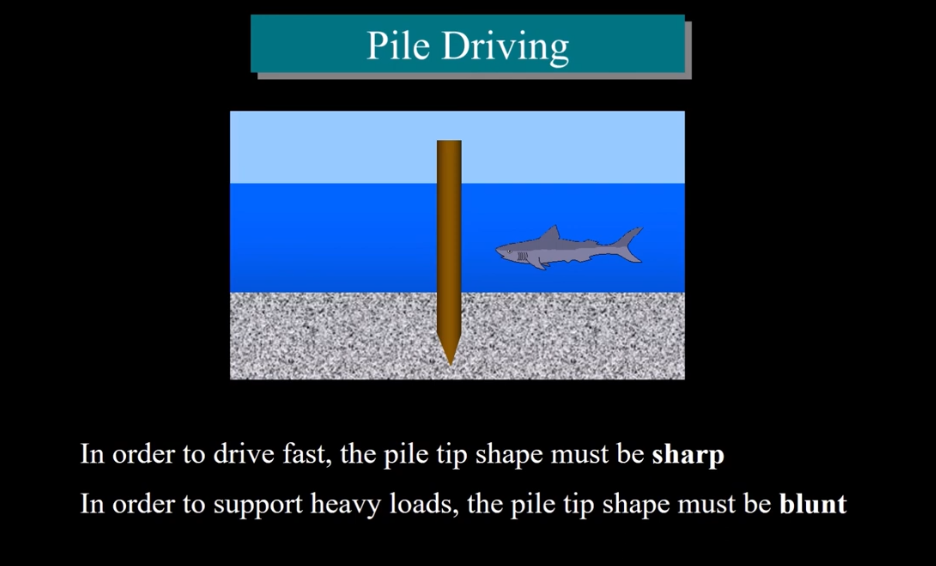 Pile Driving
In order to drive fast, the pile tip shape must be sharp
In order to support heavy loads, the pile tip shape must be blunt